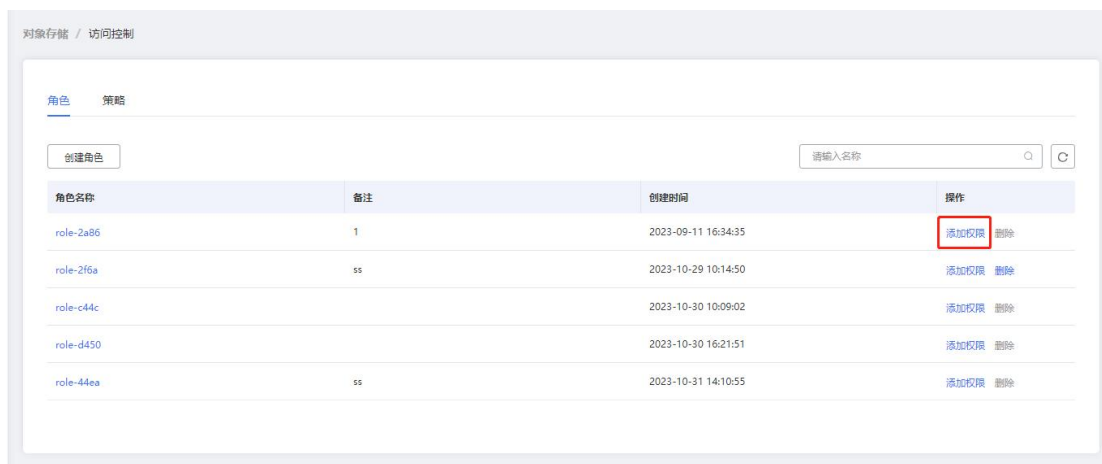 对象存储 / 访问控制
角色 策略
创建角色 请输入名称
角色名称 备注 创建时间 操作
role-2a86 1 2023-09-11 16:34:35 添加权限 删除
role-2f6a ss 2023-10-29 10:14:50 添加权限 删除
role-c44c 2023-10-30 10:09:02 添加权限 删除
role-d450 2023-10-30 16:21:51 添加权限 删除
role-44ea ss 2023-10-31 14:10:55 添加权限 删除